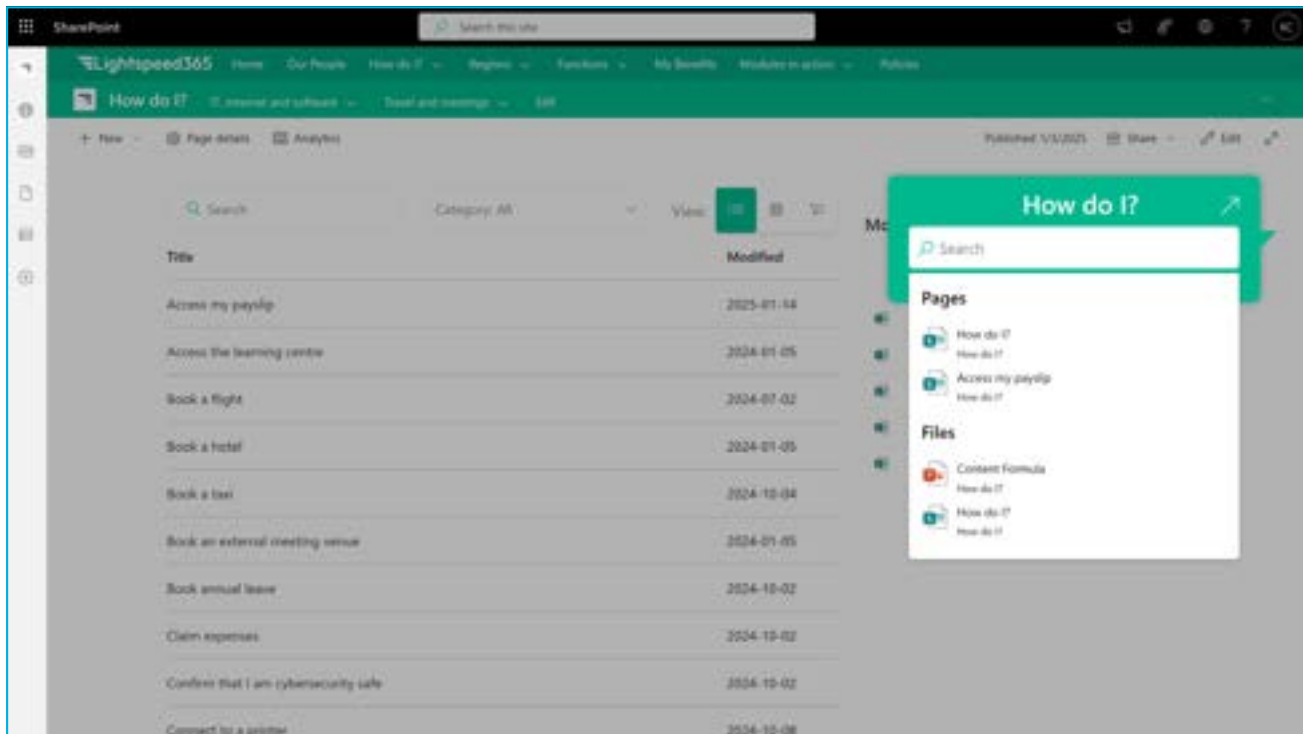 SharePoint
Search this site
Lightspeed365 Home Our People How do I? Regions Functions My Benefits Modules in action Policies
How do I? IT, internet and software Travel and meetings Edit
New Page details Analytics Published 1/3/2025 Share Edit
Search Category: All View:
Title Modified
Access my payslip 2025-01-14
Access the learning centre 2024-01-05
Book a flight 2024-07-02
Book a hotel 2024-01-05
Book a taxi 2024-10-04
Book an external meeting venue 2024-01-05
Book annual leave 2024-10-02
Claim expenses 2024-10-02
Confirm that I am cybersecurity safe 2024-10-02
Connect to a printer 2024-10-08
Mo
How do I?
Search
Pages
How do I?
How do I?
Access my payslip
How do I?
Files
Content Formula
How do I?
How do I?
How do I?